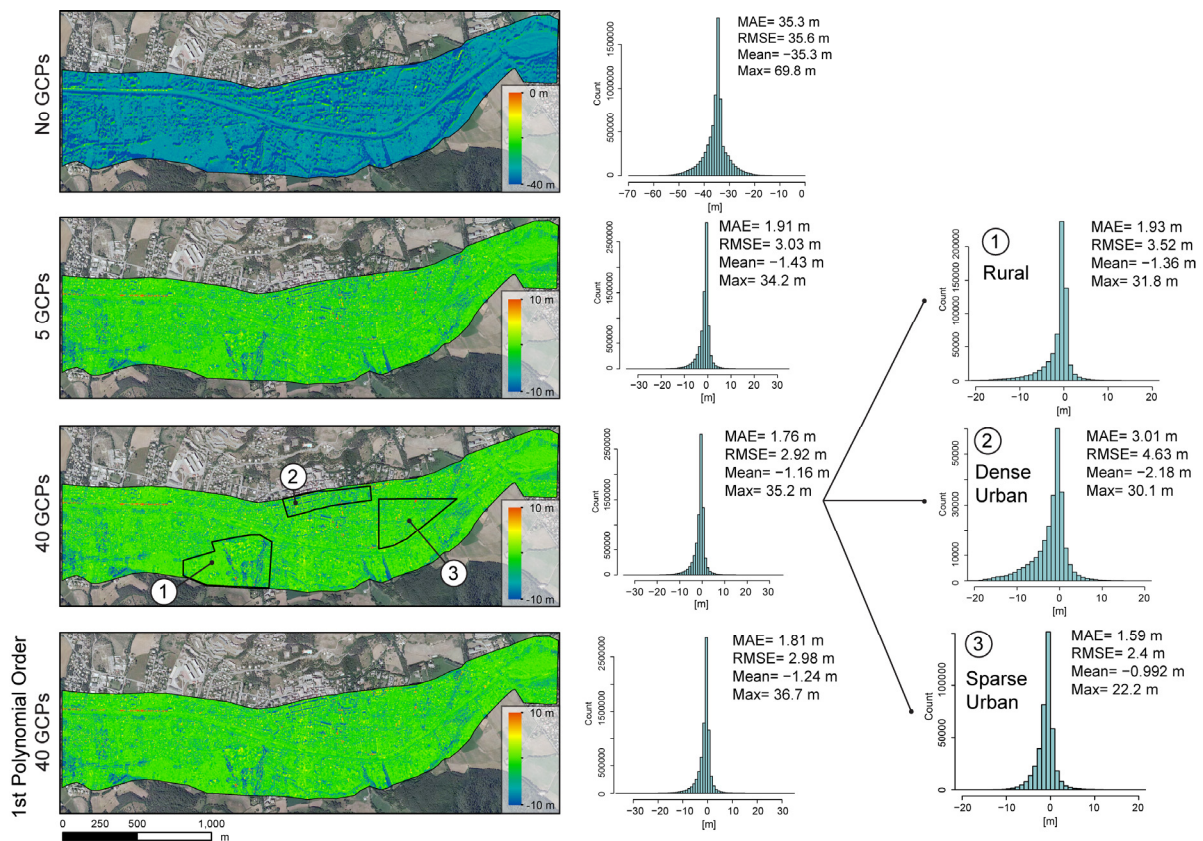 No GCPs
0 m
-40 m
MAE= 35.3 m
RMSE= 35.6 m
Mean= −35.3 m
Max= 69.8 m
Count
0
500000
1000000
1500000
−70 −60 −50 −40 −30 −20 −10 0
[m]
5 GCPs
10 m
-10 m
MAE= 1.91 m
RMSE= 3.03 m
Mean= −1.43 m
Max= 34.2 m
Count
0
500000
1500000
2500000
−30 −20 −10 0 10 20 30
[m]
1
Rural
MAE= 1.93 m
RMSE= 3.52 m
Mean= −1.36 m
Max= 31.8 m
Count
0
50000
100000
150000
200000
−20 −10 0 10 20
[m]
40 GCPs
1
2
3
10 m
-10 m
MAE= 1.76 m
RMSE= 2.92 m
Mean= −1.16 m
Max= 35.2 m
Count
0
500000
1500000
2500000
−30 −20 −10 0 10 20 30
[m]
2
Dense
Urban
MAE= 3.01 m
RMSE= 4.63 m
Mean= −2.18 m
Max= 30.1 m
Count
0
10000
30000
50000
−20 −10 0 10 20
[m]
1st Polynomial Order
40 GCPs
10 m
-10 m
MAE= 1.81 m
RMSE= 2.98 m
Mean= −1.24 m
Max= 36.7 m
Count
0
500000
1500000
2500000
−30 −20 −10 0 10 20 30
[m]
3
Sparse
Urban
MAE= 1.59 m
RMSE= 2.4 m
Mean= −0.992 m
Max= 22.2 m
Count
0
50000
100000
−20 −10 0 10 20
[m]
0 250 500 1,000
m